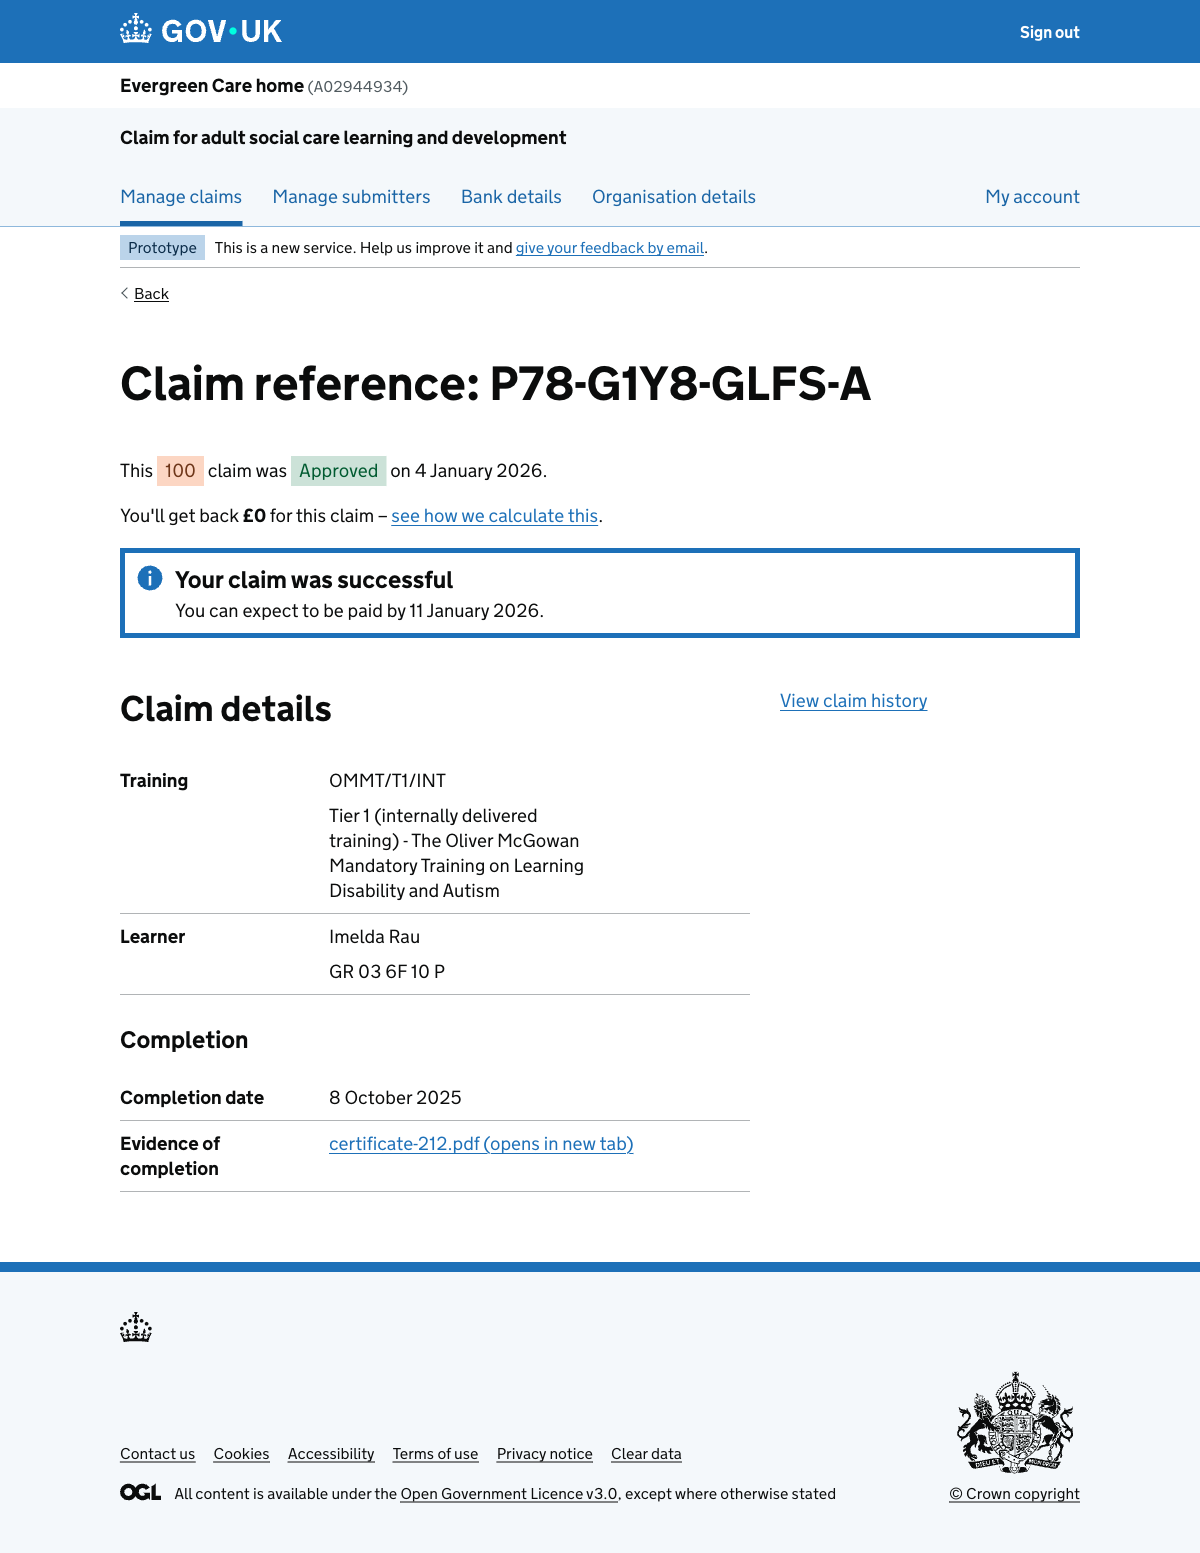 GOV·UK
Sign out
Evergreen Care home (A02944934)
Claim for adult social care learning and development
Manage claims Manage submitters Bank details Organisation details My account
Prototype This is a new service. Help us improve it and give your feedback by email.
Back
Claim reference: P78-G1Y8-GLFS-A
This 100 claim was Approved on 4 January 2026.
You'll get back £0 for this claim – see how we calculate this.
Your claim was successful
You can expect to be paid by 11 January 2026.
Claim details
View claim history
Training OMMT/T1/INT
Tier 1 (internally delivered
training) - The Oliver McGowan
Mandatory Training on Learning
Disability and Autism
Learner Imelda Rau
GR 03 6F 10 P
Completion
Completion date 8 October 2025
Evidence of certificate-212.pdf (opens in new tab)
completion
Contact us Cookies Accessibility Terms of use Privacy notice Clear data
OGL All content is available under the Open Government Licence v3.0, except where otherwise stated
© Crown copyright